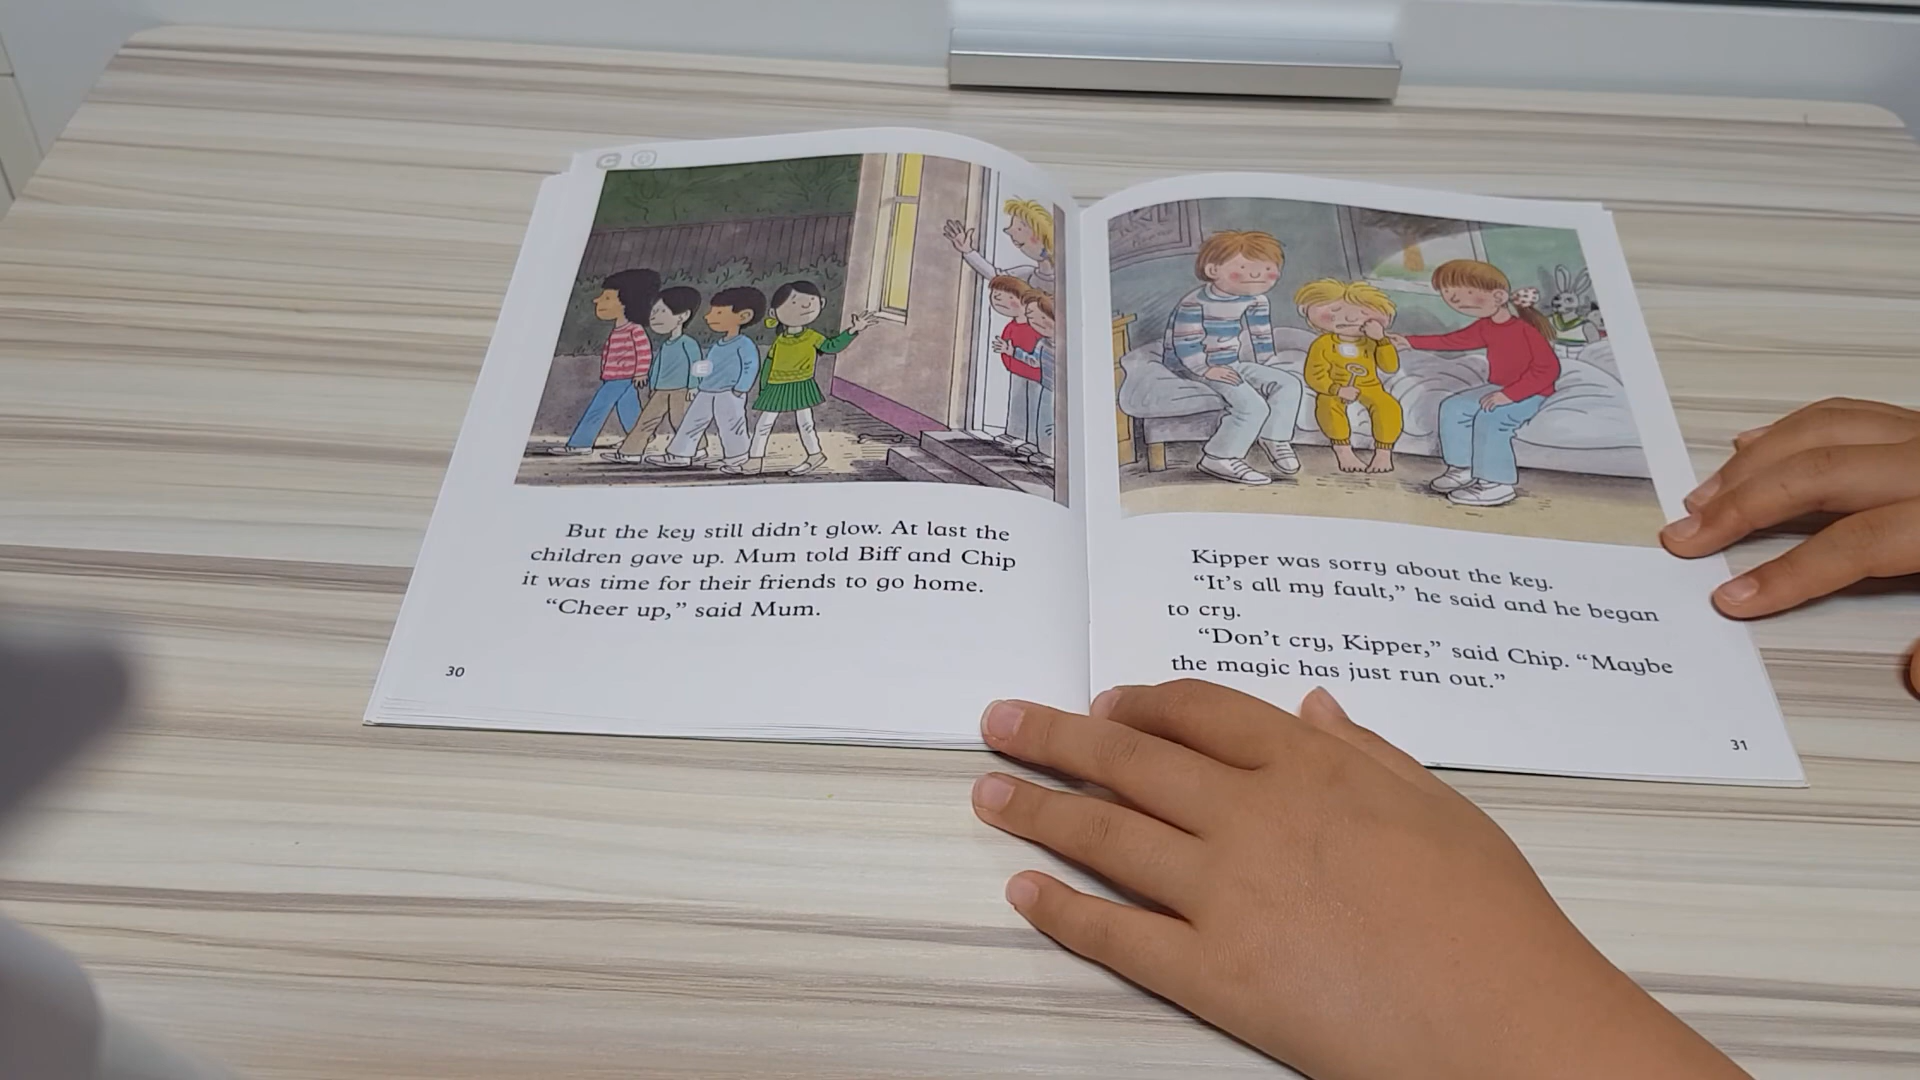 But the key still didn't glow. At last the
children gave up. Mum told Biff and Chip
it was time for their friends to go home.
“Cheer up,” said Mum.
30
Kipper was sorry about the key.
“It's all my fault,” he said and he began
to cry.
“Don't cry, Kipper,” said Chip. “Maybe
the magic has just run out.”
31